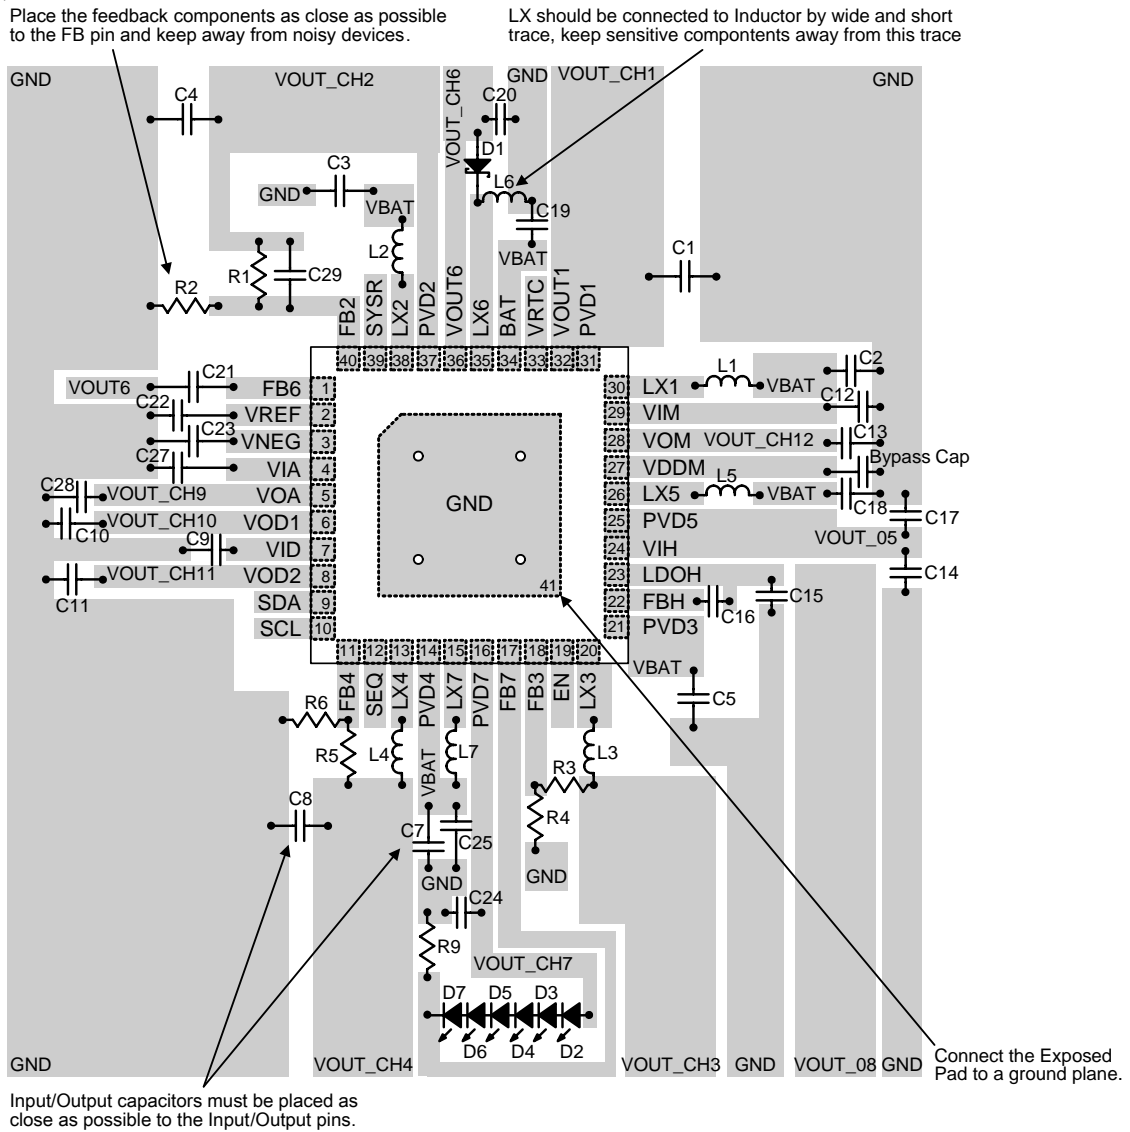 Place the feedback components as close as possible
to the FB pin and keep away from noisy devices.
LX should be connected to Inductor by wide and short
trace, keep sensitive compontents away from this trace
GND
VOUT_CH2
VOUT_CH6
GND
VOUT_CH1
GND
C4
C20
D1
C3
GND
VBAT
L6
C19
VBAT
L2
C1
R1
C29
R2
FB2
SYSR
LX2
PVD2
VOUT6
LX6
BAT
VRTC
VOUT1
PVD1
40 39 38 37 36 35 34 33 32 31
VOUT6
C21
FB6
1
C22
VREF
2
C23
VNEG
3
C27
VIA
4
C28
VOUT_CH9
VOA
5
C10
VOUT_CH10
VOD1
6
C9
VID
7
C11
VOUT_CH11
VOD2
8
SDA
9
SCL
10
GND
41
30
LX1
L1
VBAT
C2
29
VIM
C12
28
VOM
VOUT_CH12
C13
27
VDDM
Bypass Cap
26
LX5
L5
VBAT
C18
C17
25
PVD5
VOUT_05
24
VIH
C14
23
LDOH
C15
22
FBH
C16
21
PVD3
VBAT
C5
11 12 13 14 15 16 17 18 19 20
FB4
SEQ
LX4
PVD4
LX7
PVD7
FB7
FB3
EN
LX3
R6
R5
L4
VBAT
L7
R3
L3
R4
C8
C7
C25
GND
GND
C24
R9
VOUT_CH7
D7
D5
D3
D6
D4
D2
GND
VOUT_CH4
VOUT_CH3
GND
VOUT_08
GND
Connect the Exposed
Pad to a ground plane.
Input/Output capacitors must be placed as
close as possible to the Input/Output pins.